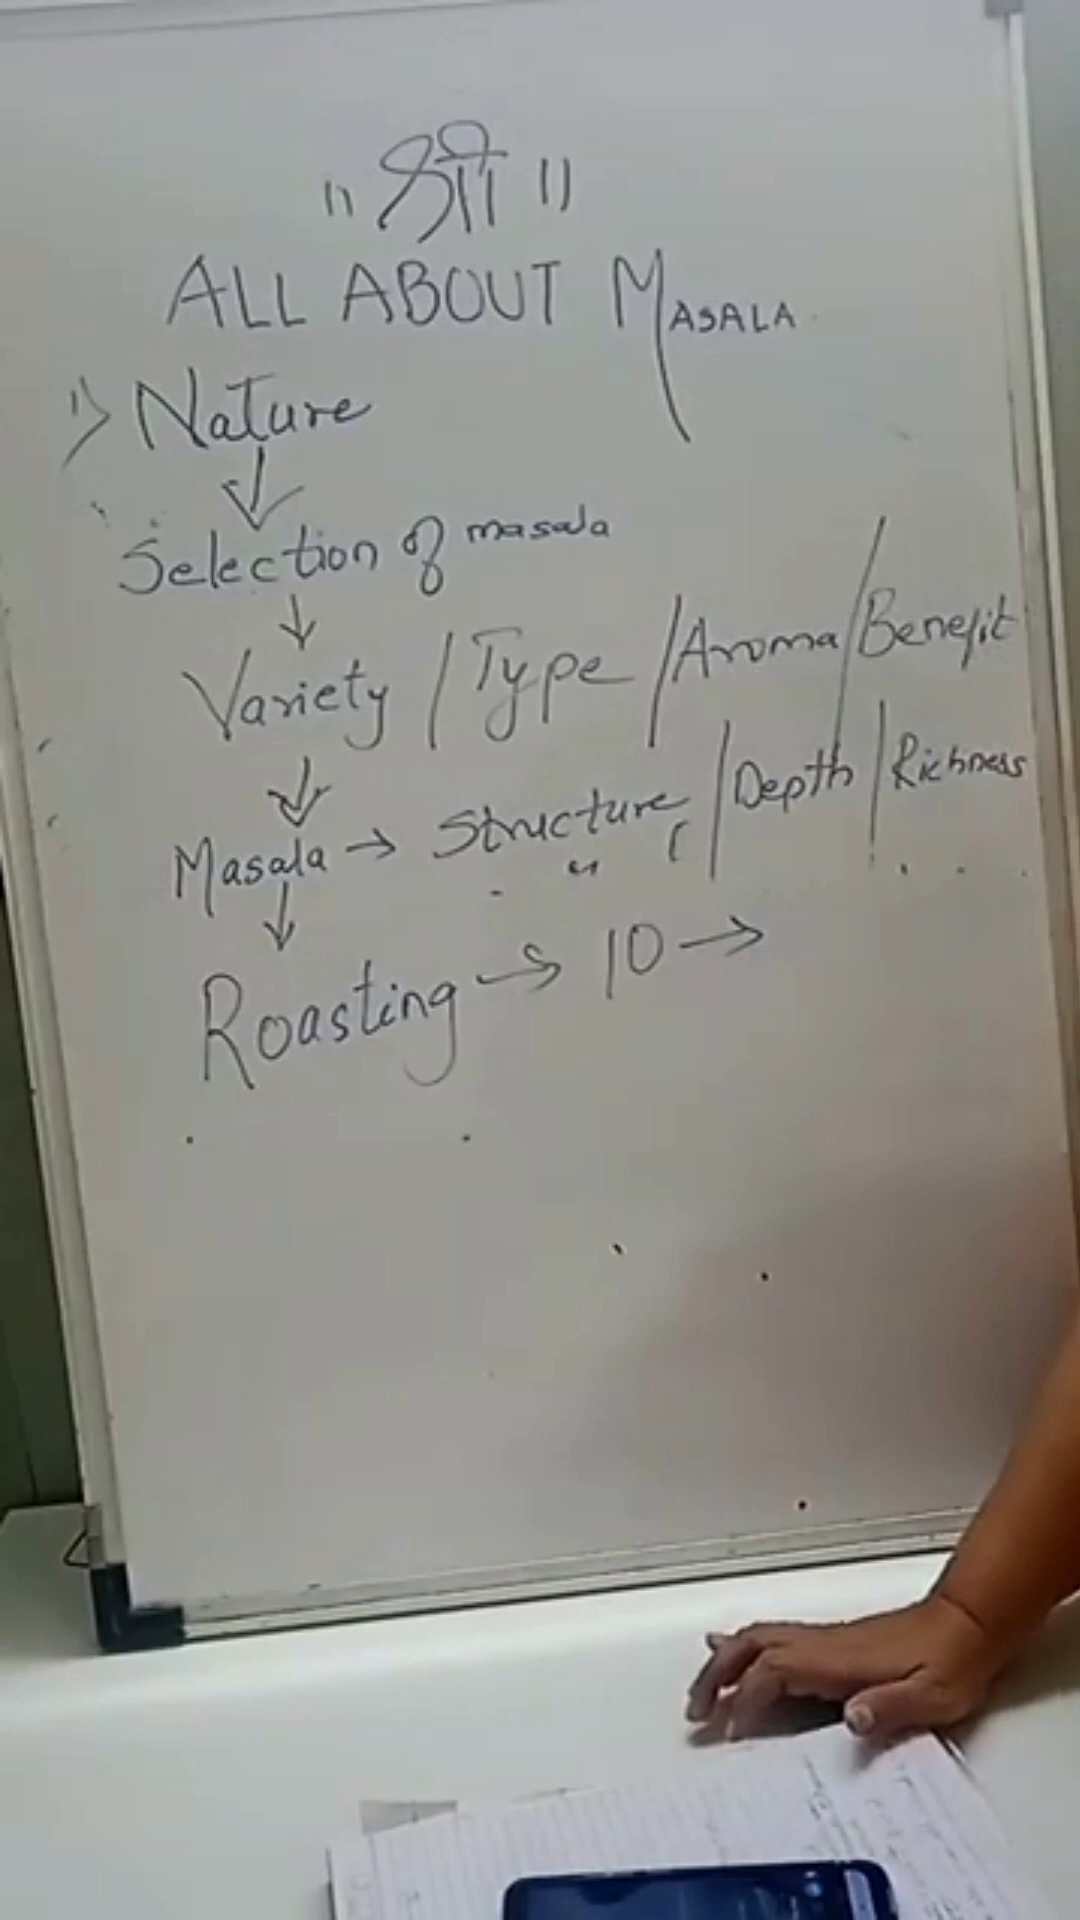 ॥ श्री ॥
ALL ABOUT MASALA
1) Nature
↓
Selection of masala
↓
Variety / Type / Aroma / Benefit
↓
Masala → Structure / Depth / Richness
↓
Roasting → 10 →